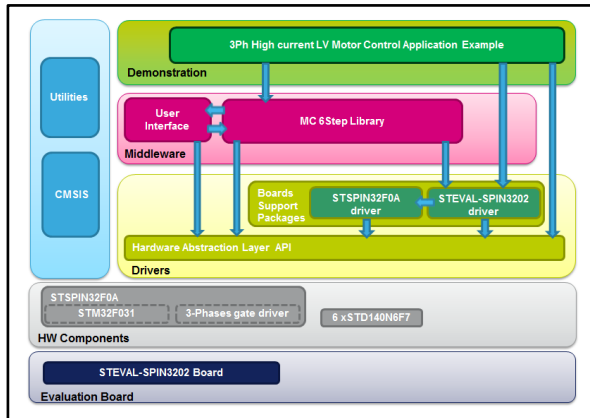 3Ph High current LV Motor Control Application Example
Demonstration
Utilities
User
Interface
MC 6Step Library
Middleware
CMSIS
Boards
Support
Packages
STSPIN32F0A
driver
STEVAL-SPIN3202
driver
Hardware Abstraction Layer API
Drivers
STSPIN32F0A
STM32F031
3-Phases gate driver
6 xSTD140N6F7
HW Components
STEVAL-SPIN3202 Board
Evaluation Board